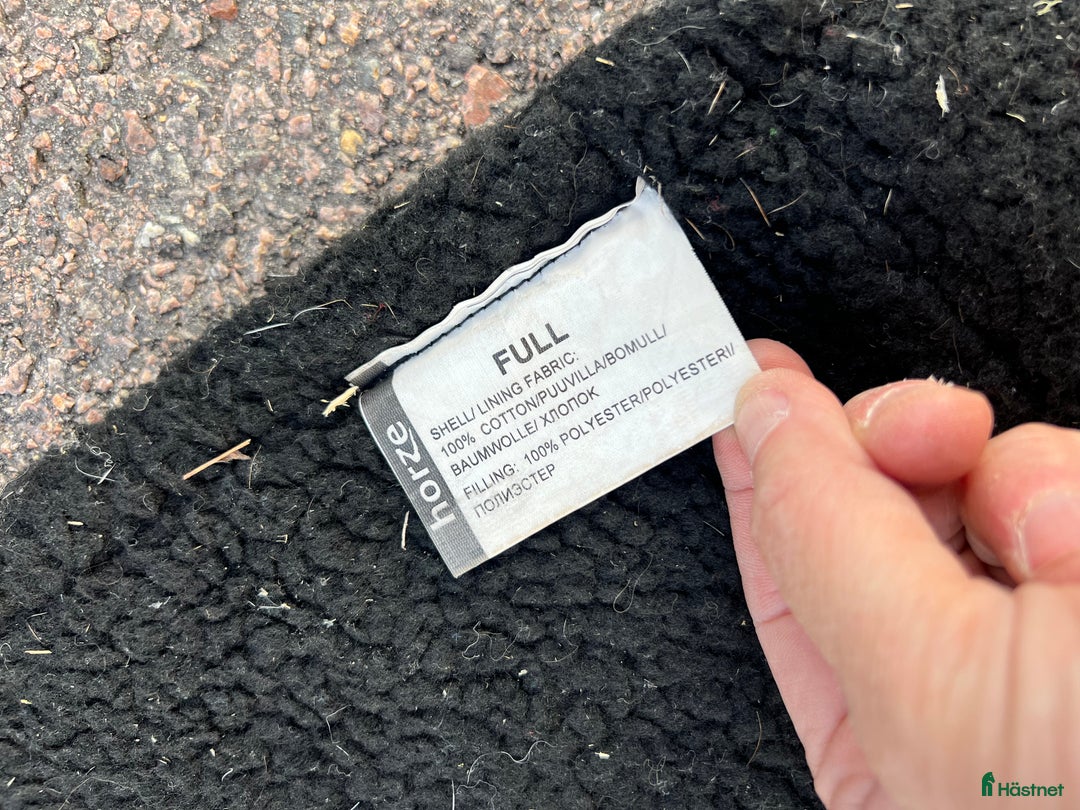 FULL
SHELL/ LINING FABRIC:
100% COTTON/PUUVILLA/BOMULL/
BAUMWOLLE/ ХЛОПОК
FILLING: 100% POLYESTER/POLYESTERI/
ПОЛИЭСТЕР
horze
Hästnet